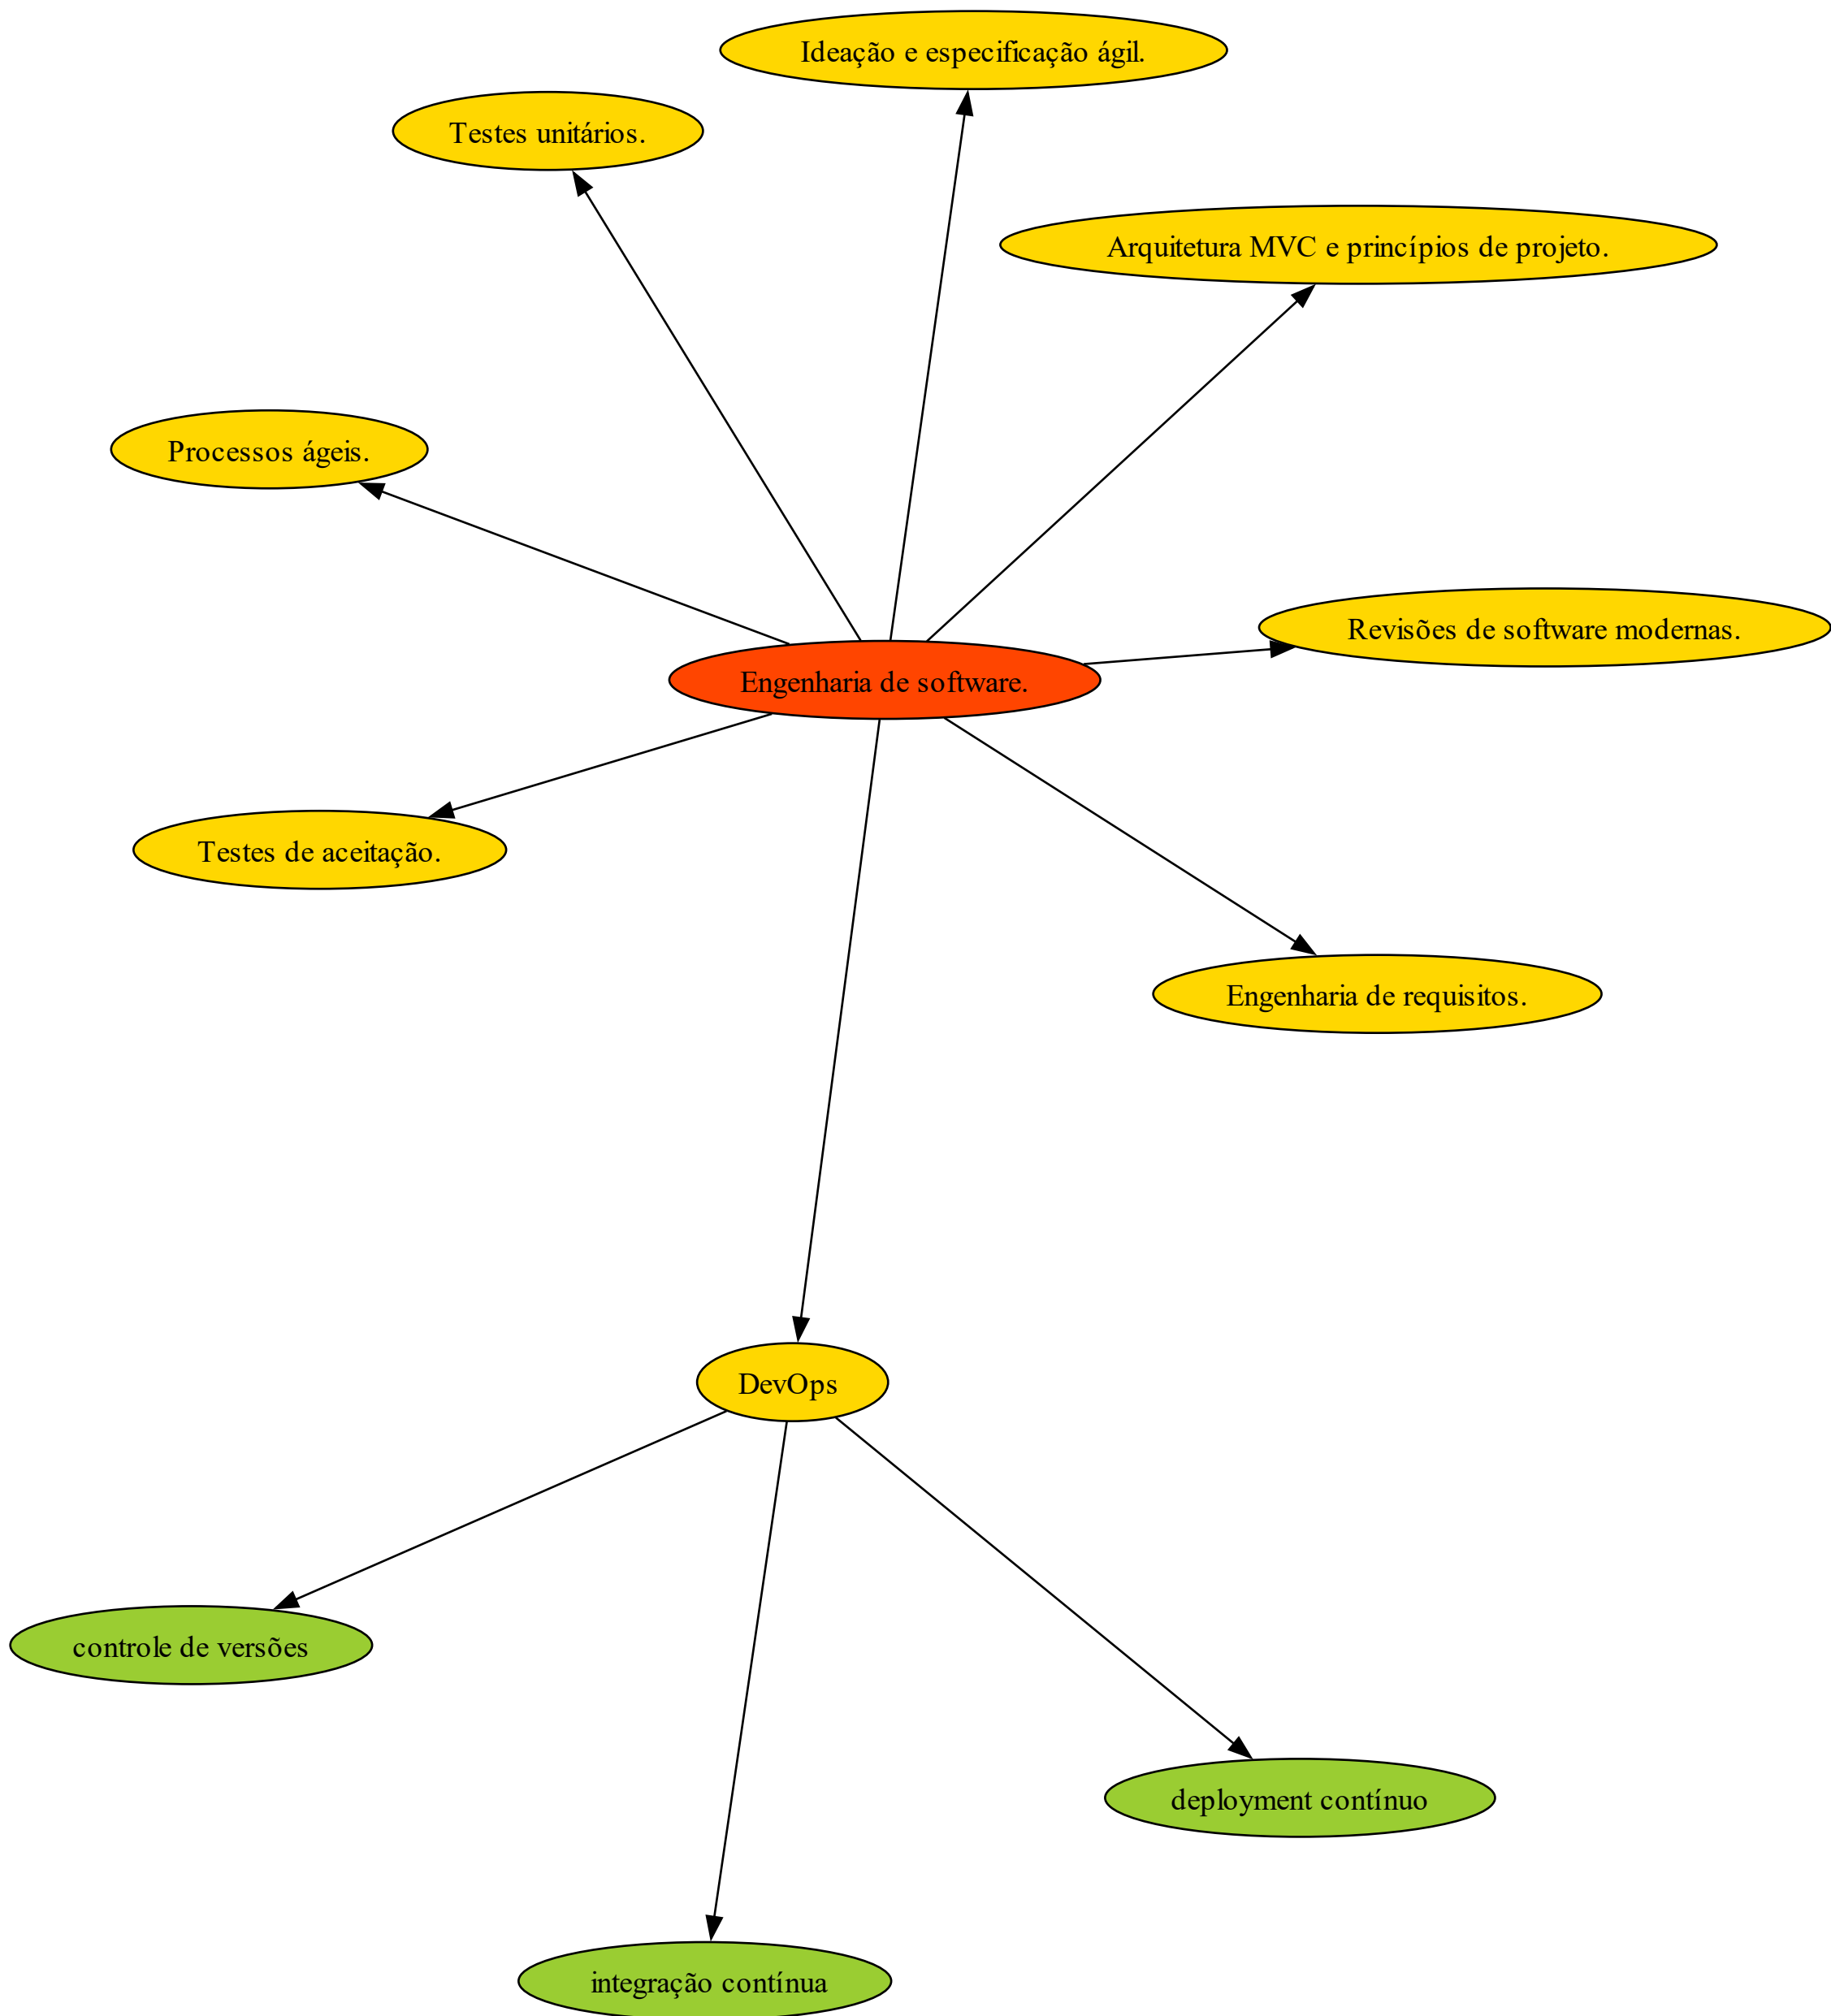 Ideação e especificação ágil.
Testes unitários.
Arquitetura MVC e princípios de projeto.
Processos ágeis.
Revisões de software modernas.
Engenharia de software.
Testes de aceitação.
Engenharia de requisitos.
DevOps
controle de versões
deployment contínuo
integração contínua